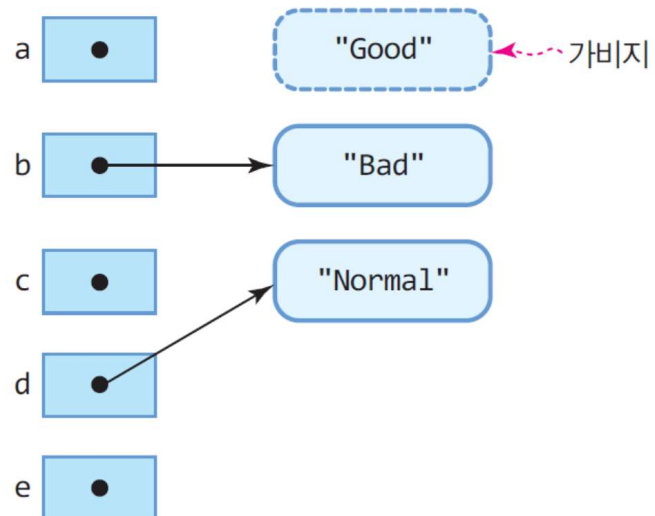 a "Good" 가비지
b "Bad"
c "Normal"
d
e